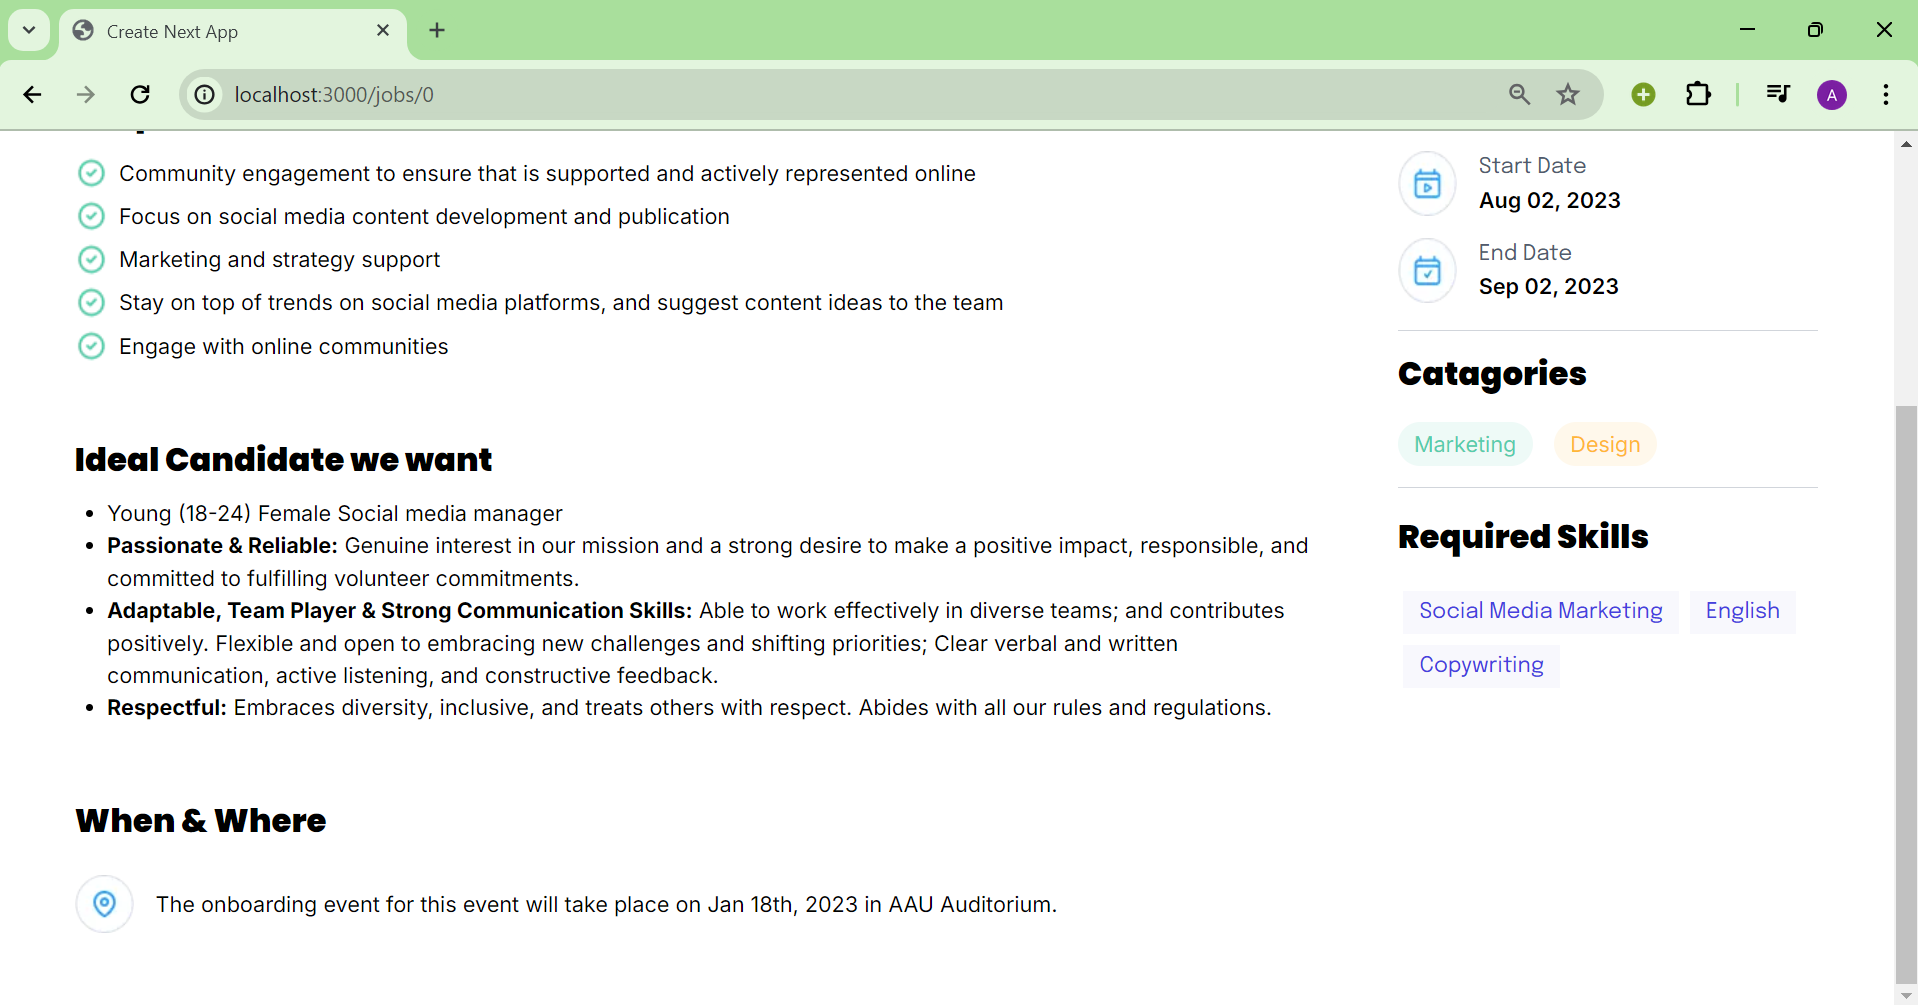 Create Next App
localhost:3000/jobs/0
A
Community engagement to ensure that is supported and actively represented online
Focus on social media content development and publication
Marketing and strategy support
Stay on top of trends on social media platforms, and suggest content ideas to the team
Engage with online communities
Ideal Candidate we want
Young (18-24) Female Social media manager
Passionate & Reliable: Genuine interest in our mission and a strong desire to make a positive impact, responsible, and
committed to fulfilling volunteer commitments.
Adaptable, Team Player & Strong Communication Skills: Able to work effectively in diverse teams; and contributes
positively. Flexible and open to embracing new challenges and shifting priorities; Clear verbal and written
communication, active listening, and constructive feedback.
Respectful: Embraces diversity, inclusive, and treats others with respect. Abides with all our rules and regulations.
When & Where
The onboarding event for this event will take place on Jan 18th, 2023 in AAU Auditorium.
Start Date
Aug 02, 2023
End Date
Sep 02, 2023
Catagories
Marketing
Design
Required Skills
Social Media Marketing
English
Copywriting